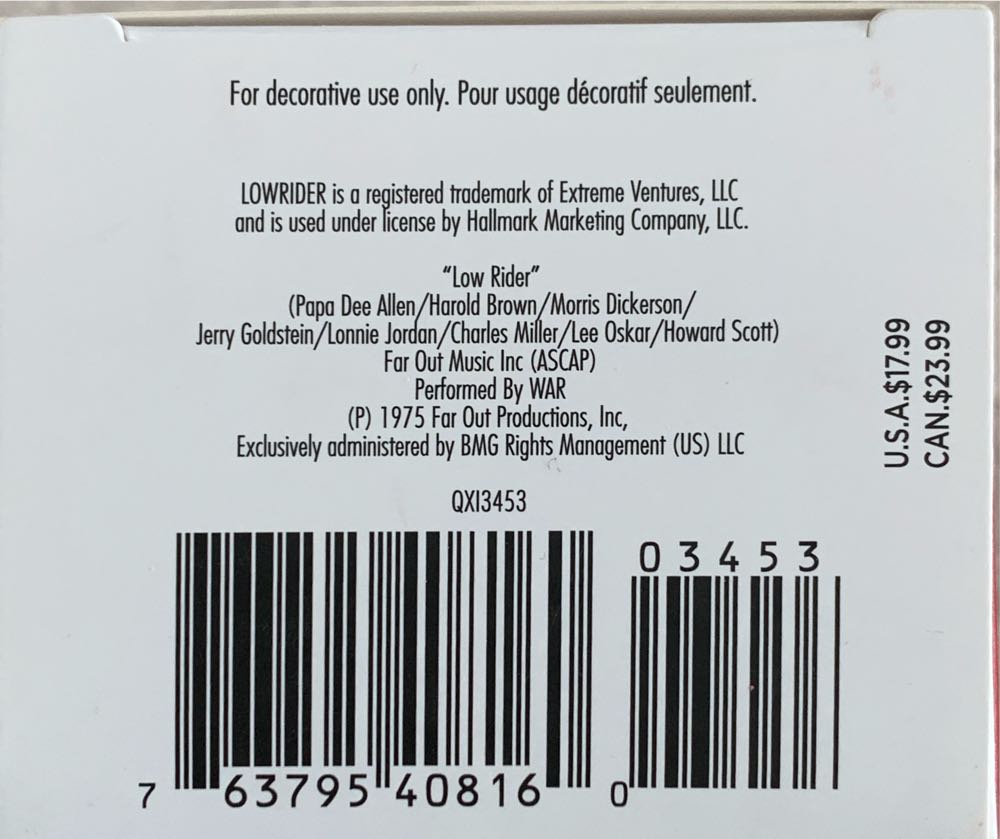 For decorative use only. Pour usage décoratif seulement.
LOWRIDER is a registered trademark of Extreme Ventures, LLC
and is used under license by Hallmark Marketing Company, LLC.
“Low Rider”
(Papa Dee Allen/Harold Brown/Morris Dickerson/
Jerry Goldstein/Lonnie Jordan/Charles Miller/Lee Oskar/Howard Scott)
Far Out Music Inc (ASCAP)
Performed By WAR
(P) 1975 Far Out Productions, Inc,
Exclusively administered by BMG Rights Management (US) LLC
U.S.A.$17.99
CAN.$23.99
QXI3453
03453
7 63795 40816 0